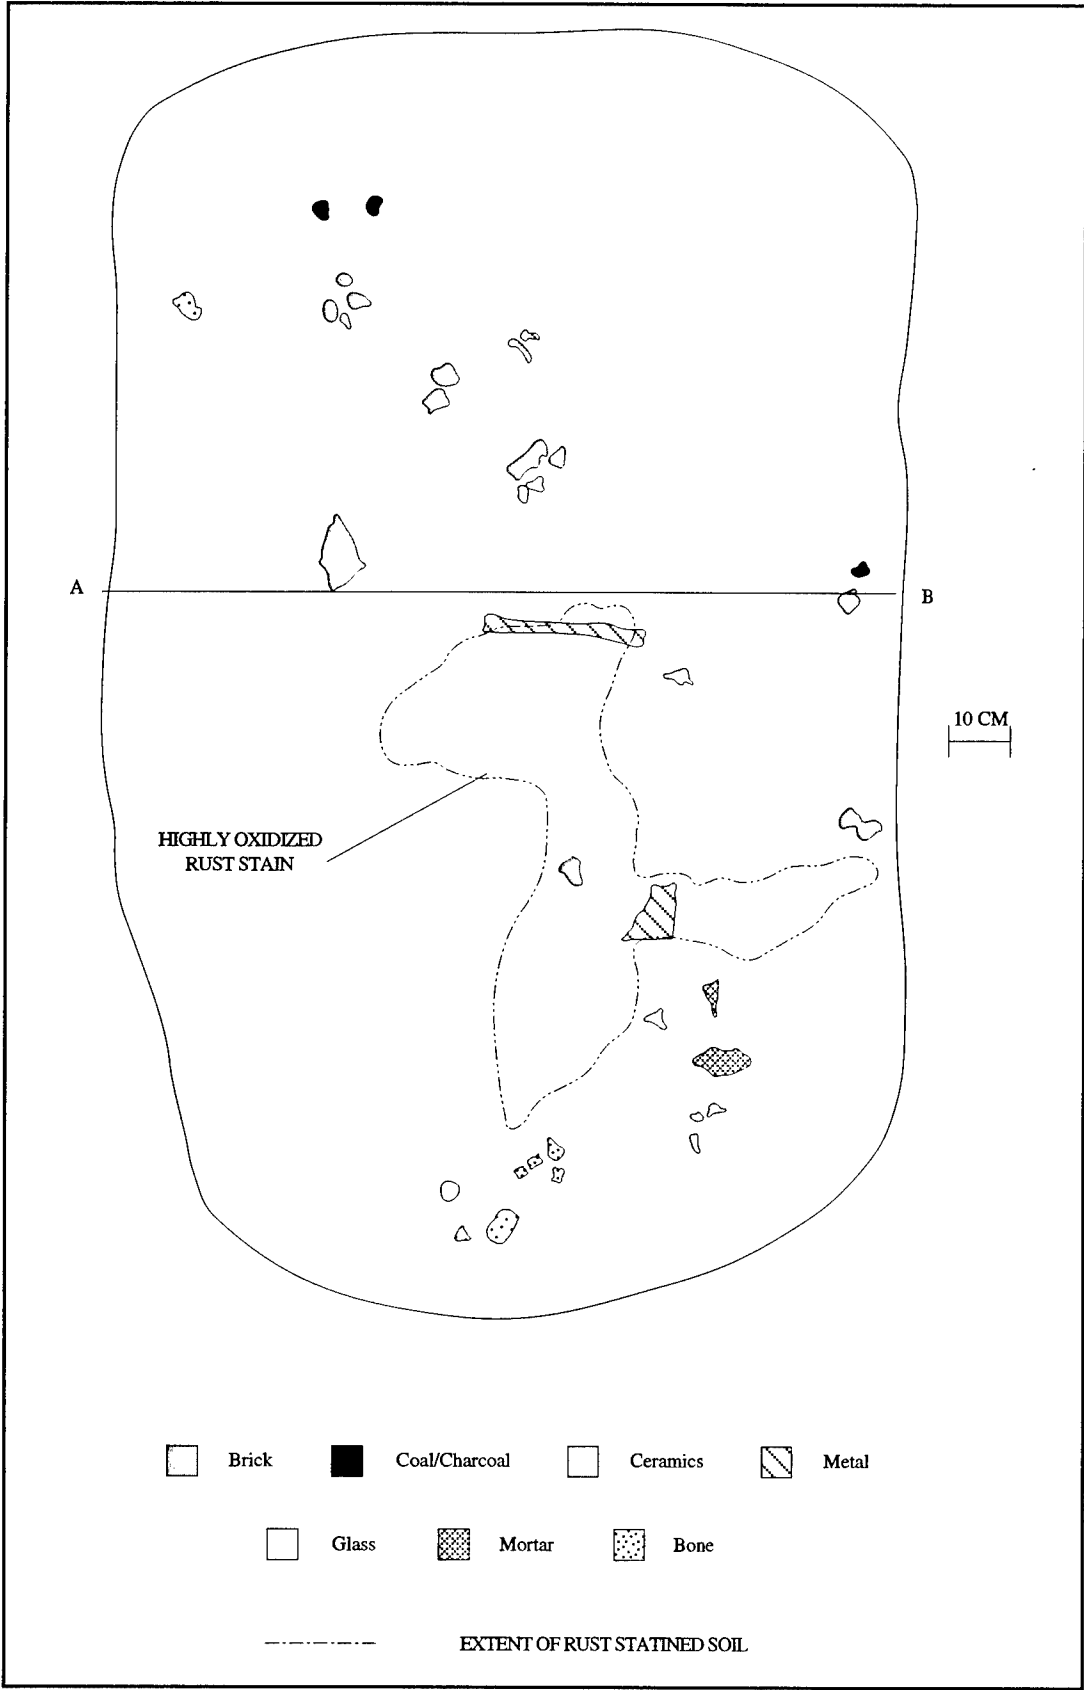 A
B
10 CM
HIGHLY OXIDIZED
RUST STAIN
Brick
Coal/Charcoal
Ceramics
Metal
Glass
Mortar
Bone
EXTENT OF RUST STATINED SOIL